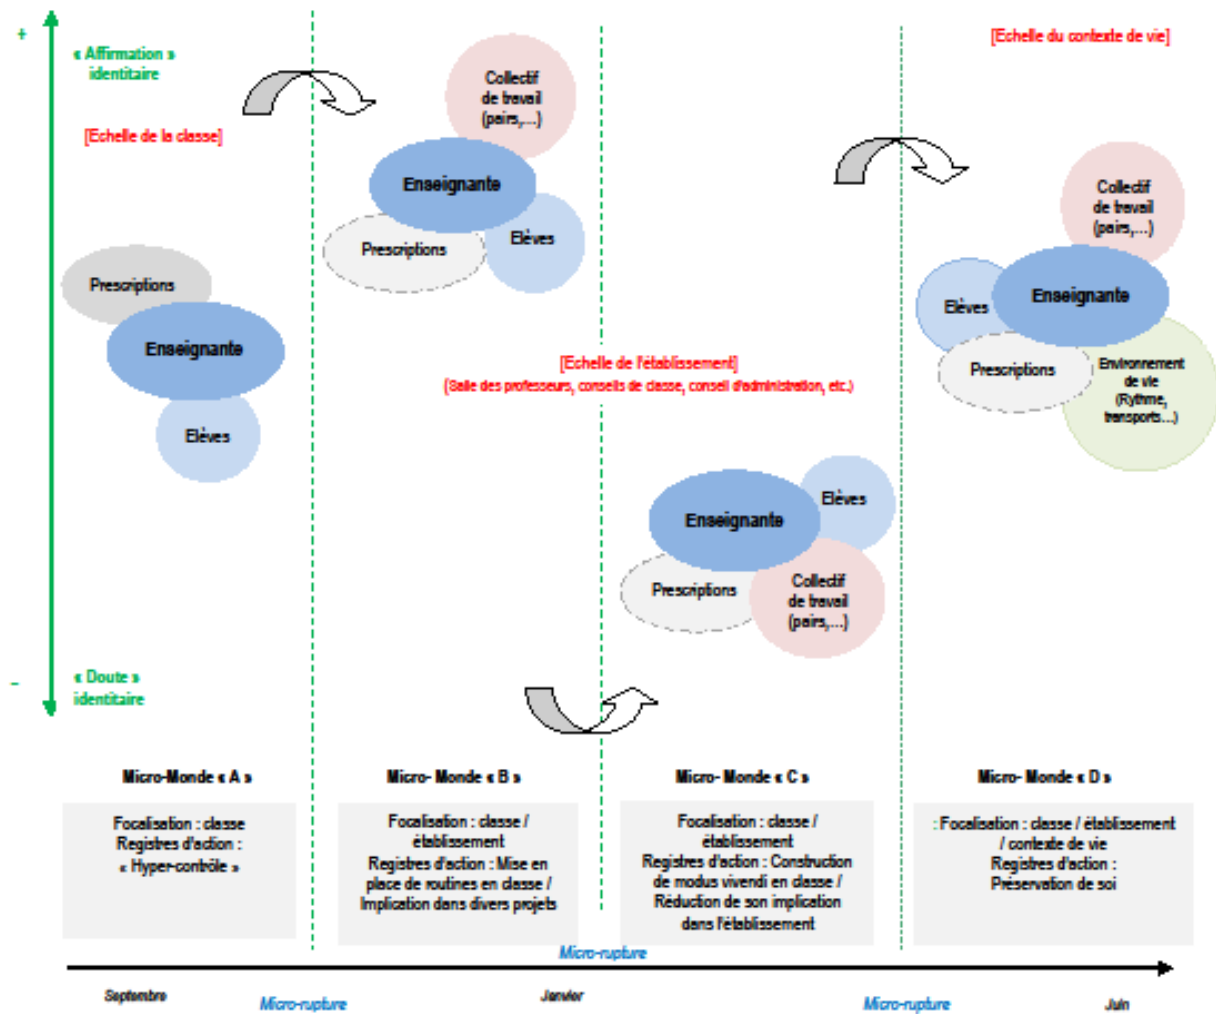 +
« Affirmation »
identitaire
[Echelle de la classe]
[Echelle du contexte de vie]
Collectif
de travail
(pairs,...)
Enseignante
Prescriptions
Elèves
Prescriptions
Enseignante
Elèves
Collectif
de travail
(pairs,...)
Elèves
Enseignante
Prescriptions
Environnement
de vie
(Rythme,
transports...)
[Echelle de l'établissement]
(Salle des professeurs, conseils de classe, conseil d'administration, etc.)
Enseignante
Elèves
Prescriptions
Collectif
de travail
(pairs,...)
-
« Doute »
identitaire
Micro-Monde « A »
Focalisation : classe
Registres d'action :
« Hyper-contrôle »
Micro- Monde « B »
Focalisation : classe /
établissement
Registres d'action : Mise en
place de routines en classe /
Implication dans divers projets
Micro- Monde « C »
Focalisation : classe /
établissement
Registres d'action : Construction
de modus vivendi en classe /
Réduction de son implication
dans l'établissement
Micro- Monde « D »
: Focalisation : classe / établissement
/ contexte de vie
Registres d'action :
Préservation de soi
Micro-rupture
Septembre
Micro-rupture
Janvier
Micro-rupture
Juin